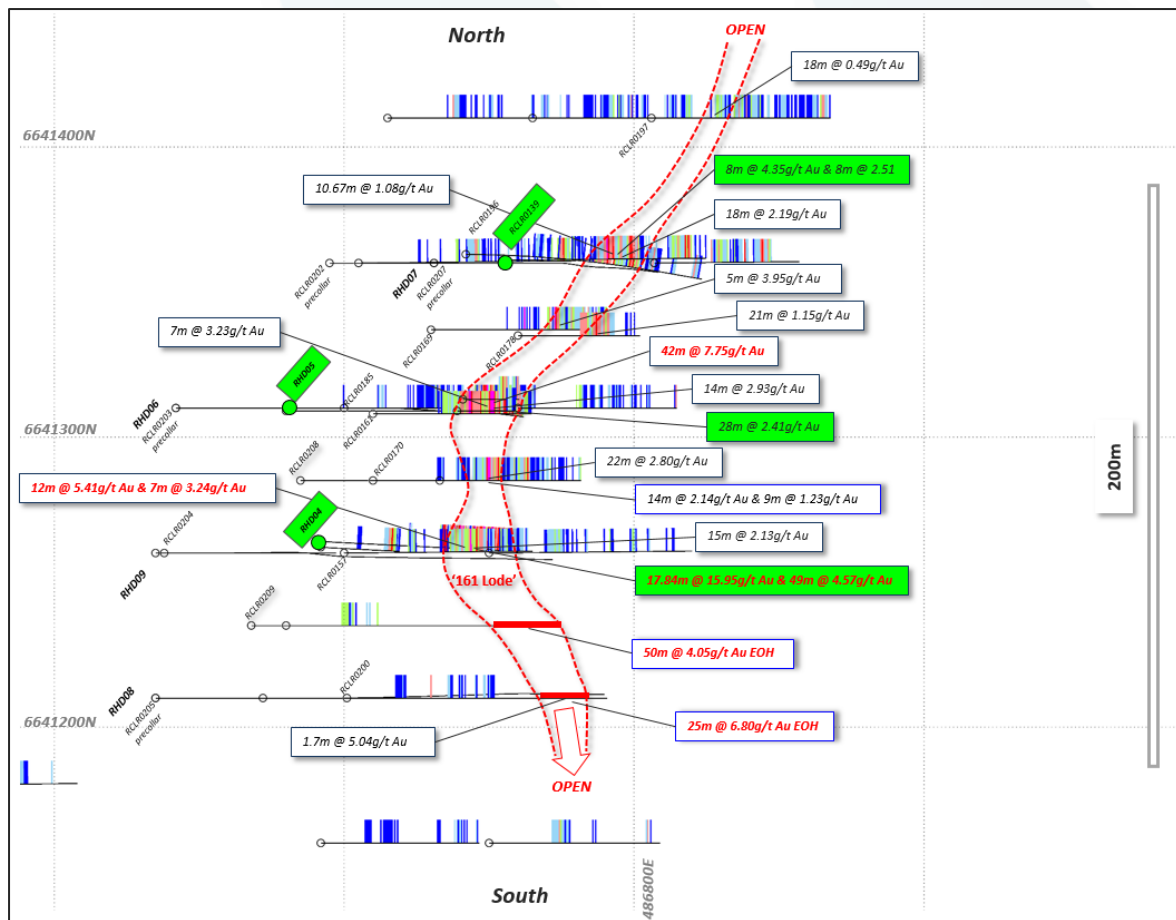 North
OPEN
18m @ 0.49g/t Au
6641400N
RCLR0197
8m @ 4.35g/t Au & 8m @ 2.51
10.67m @ 1.08g/t Au
RCLR0196
RCLR0139
18m @ 2.19g/t Au
RCLR0202
precollar
RHD07
RCLR0207
precollar
5m @ 3.95g/t Au
21m @ 1.15g/t Au
7m @ 3.23g/t Au
RCLR0169
RCLR0178
42m @ 7.75g/t Au
RHD05
RCLR0185
14m @ 2.93g/t Au
RHD06
RCLR0203
precollar
RCLR0161
28m @ 2.41g/t Au
6641300N
200m
RCLR0208
RCLR0170
22m @ 2.80g/t Au
12m @ 5.41g/t Au & 7m @ 3.24g/t Au
14m @ 2.14g/t Au & 9m @ 1.23g/t Au
RHD04
RCLR0204
15m @ 2.13g/t Au
RHD09
RCLR0157
'161 Lode'
17.84m @ 15.95g/t Au & 49m @ 4.57g/t Au
RCLR0209
50m @ 4.05g/t Au EOH
RCLR0200
RHD08
RCLR0205
precollar
6641200N
25m @ 6.80g/t Au EOH
1.7m @ 5.04g/t Au
OPEN
486800E
South